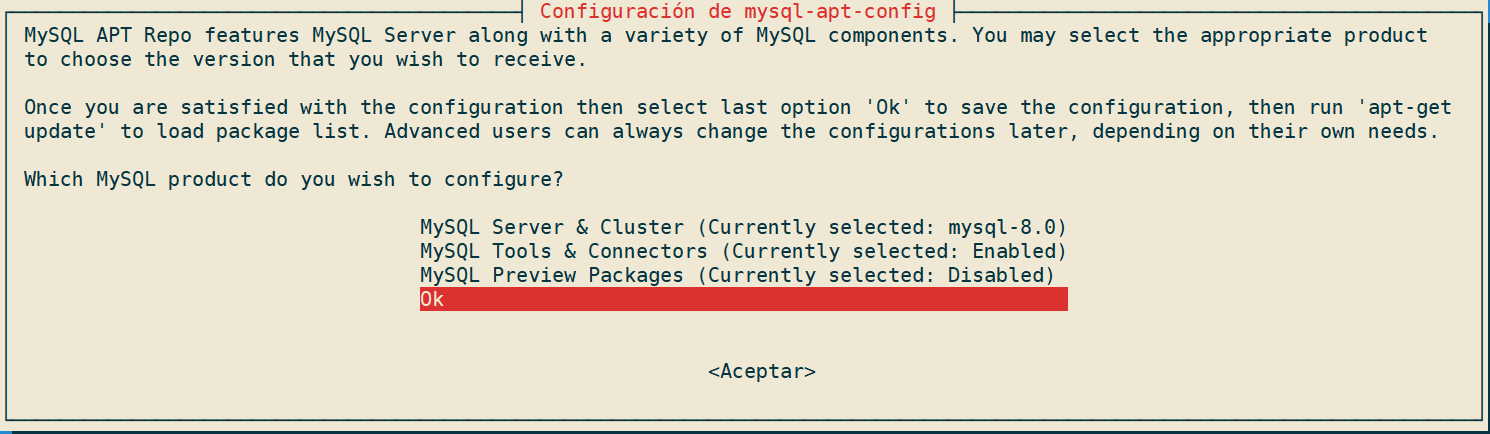 Configuración de mysql-apt-config
MySQL APT Repo features MySQL Server along with a variety of MySQL components. You may select the appropriate product
to choose the version that you wish to receive.
Once you are satisfied with the configuration then select last option 'Ok' to save the configuration, then run 'apt-get
update' to load package list. Advanced users can always change the configurations later, depending on their own needs.
Which MySQL product do you wish to configure?
MySQL Server & Cluster (Currently selected: mysql-8.0)
MySQL Tools & Connectors (Currently selected: Enabled)
MySQL Preview Packages (Currently selected: Disabled)
Ok
<Aceptar>